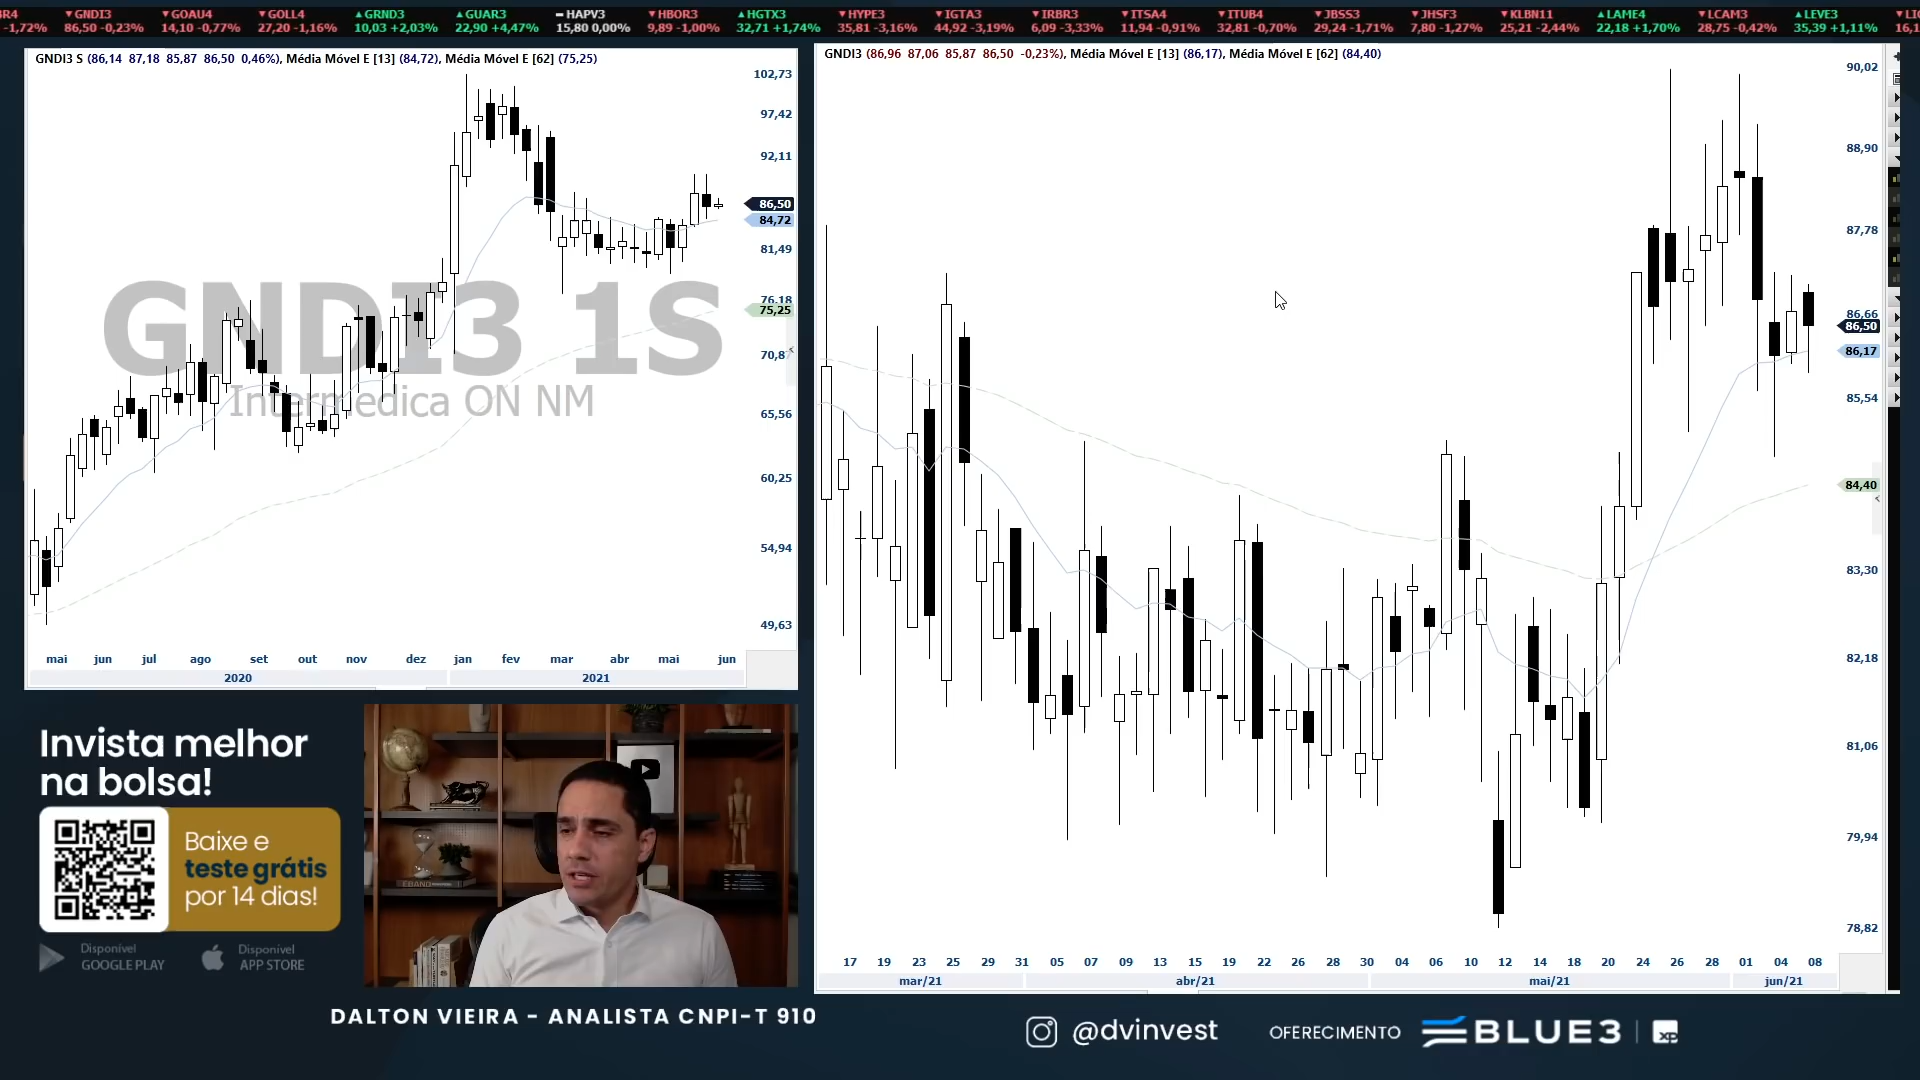 R4 ▼GNDI3 ▼GOAU4 ▼GOLL4 ▲GRND3 ▲GUAR3 ━HAPV3 ▼HBOR3 ▲HGTX3 ▼HYPE3 ▼IGTA3 ▼IRBR3 ▼ITSA4 ▼ITUB4 ▼JBSS3 ▼JHSF3 ▼KLBN11 ▲LAME4 ▼LCAM3 ▲LEVE3
-1,72% 86,50 -0,23% 14,10 -0,77% 27,20 -1,16% 10,03 +2,03% 22,90 +4,47% 15,80 0,00% 9,89 -1,00% 32,71 +1,74% 35,81 -3,16% 44,92 -3,19% 6,09 -3,33% 11,94 -0,91% 32,81 -0,70% 29,24 -1,71% 7,80 -1,27% 25,21 -2,44% 22,18 +1,70% 28,75 -0,42% 35,39 +1,11%
GNDI3 S (86,14 87,18 85,87 86,50 0,46%), Média Móvel E [13] (84,72), Média Móvel E [62] (75,25)
102,73
97,42
92,11
86,50
84,72
81,49
76,18
75,25
70,87
65,56
60,25
54,94
49,63
GNDI3 1S
Intermedica ON NM
mai jun jul ago set out nov dez jan fev mar abr mai jun
2020 2021
GNDI3 (86,96 87,06 85,87 86,50 -0,23%), Média Móvel E [13] (86,17), Média Móvel E [62] (84,40)
90,02
88,90
87,78
86,66
86,50
86,17
85,54
84,40
83,30
82,18
81,06
79,94
78,82
17 19 23 25 29 31 05 07 09 13 15 19 22 26 28 30 04 06 10 12 14 18 20 24 26 28 01 04 08
mar/21 abr/21 mai/21 jun/21
Invista melhor
na bolsa!
Baixe e
teste grátis
por 14 dias!
Disponível
GOOGLE PLAY
Disponível
APP STORE
DALTON VIEIRA - ANALISTA CNPI-T 910
@dvinvest
OFERECIMENTO
BLUE3
XP